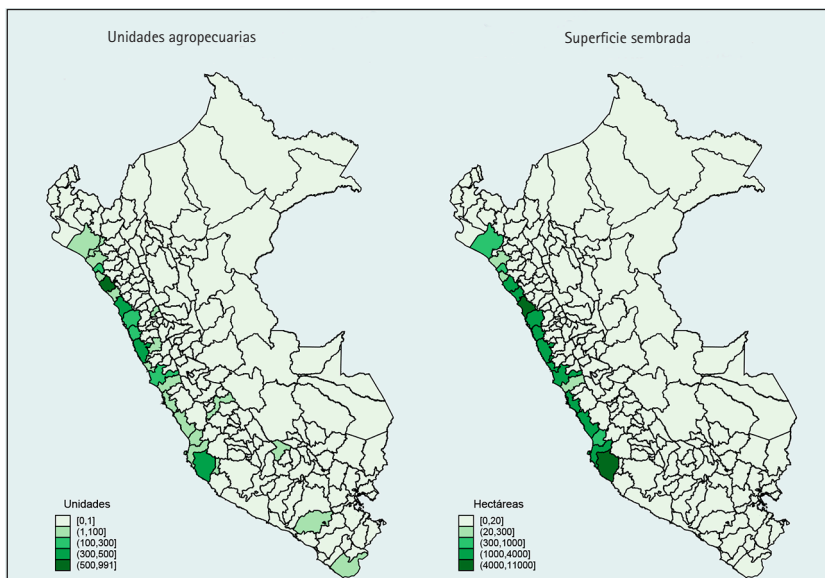 Unidades agropecuarias
Superficie sembrada
Unidades
[0,1]
(1,100]
(100,300]
(300,500]
(500,991]
Hectáreas
[0,20]
(20,300]
(300,1000]
(1000,4000]
(4000,11000]